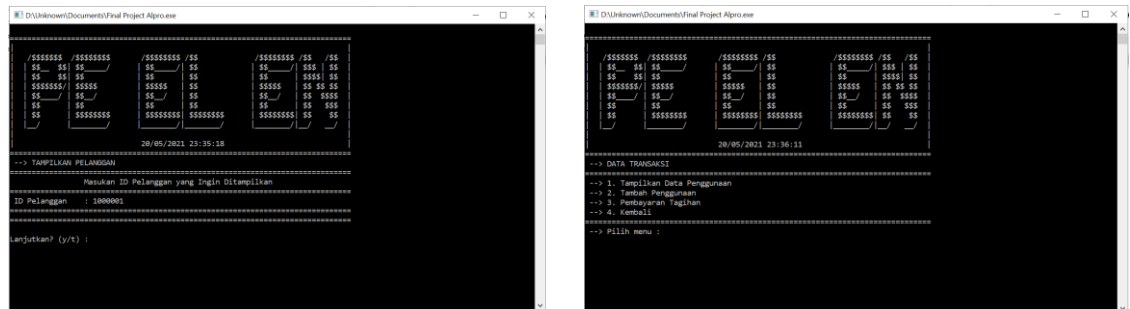 D:\Unknown\Documents\Final Project Alpro.exe
20/05/2021 23:35:18
--> TAMPILKAN PELANGGAN
Masukan ID Pelanggan yang Ingin Ditampilkan
ID Pelanggan : 1000001
Lanjutkan? (y/t) :
D:\Unknown\Documents\Final Project Alpro.exe
20/05/2021 23:36:11
--> DATA TRANSAKSI
--> 1. Tampilkan Data Penggunaan
--> 2. Tambah Penggunaan
--> 3. Pembayaran Tagihan
--> 4. Kembali
--> Pilih menu :